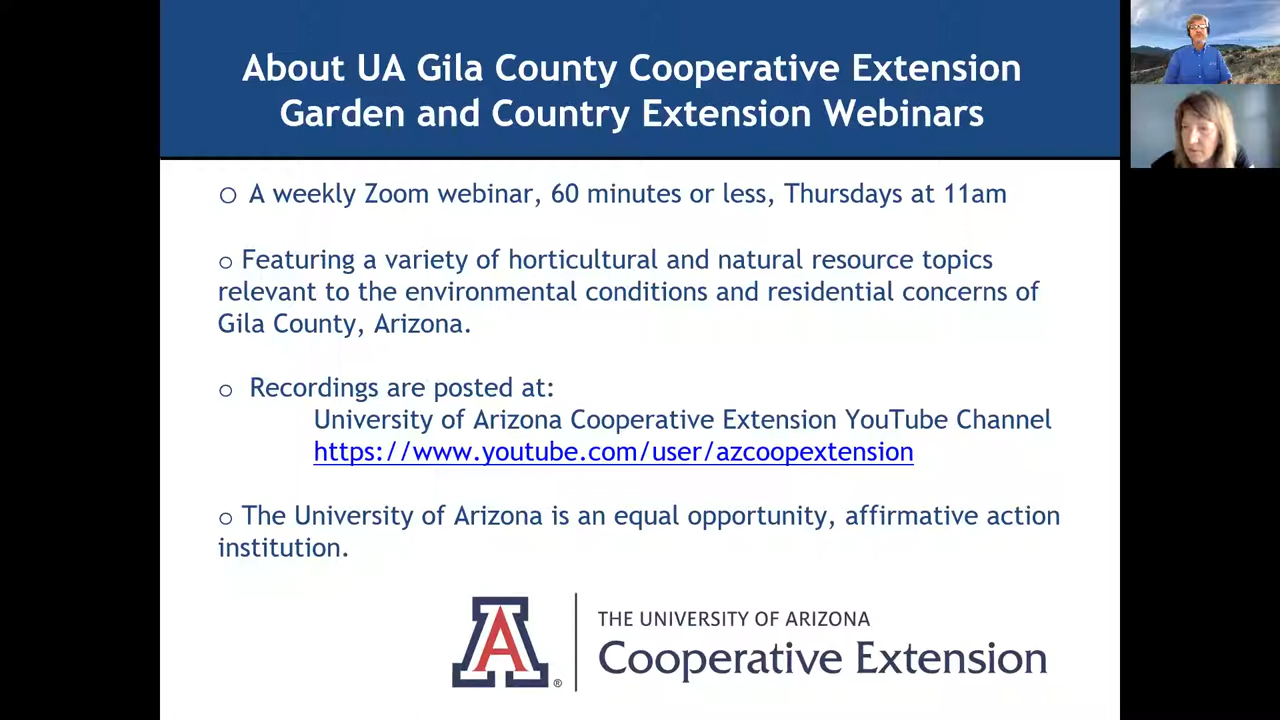 About UA Gila County Cooperative Extension
Garden and Country Extension Webinars
o A weekly Zoom webinar, 60 minutes or less, Thursdays at 11am
o Featuring a variety of horticultural and natural resource topics
relevant to the environmental conditions and residential concerns of
Gila County, Arizona.
o Recordings are posted at:
University of Arizona Cooperative Extension YouTube Channel
https://www.youtube.com/user/azcoopextension
o The University of Arizona is an equal opportunity, affirmative action
institution.
A ®
THE UNIVERSITY OF ARIZONA
Cooperative Extension